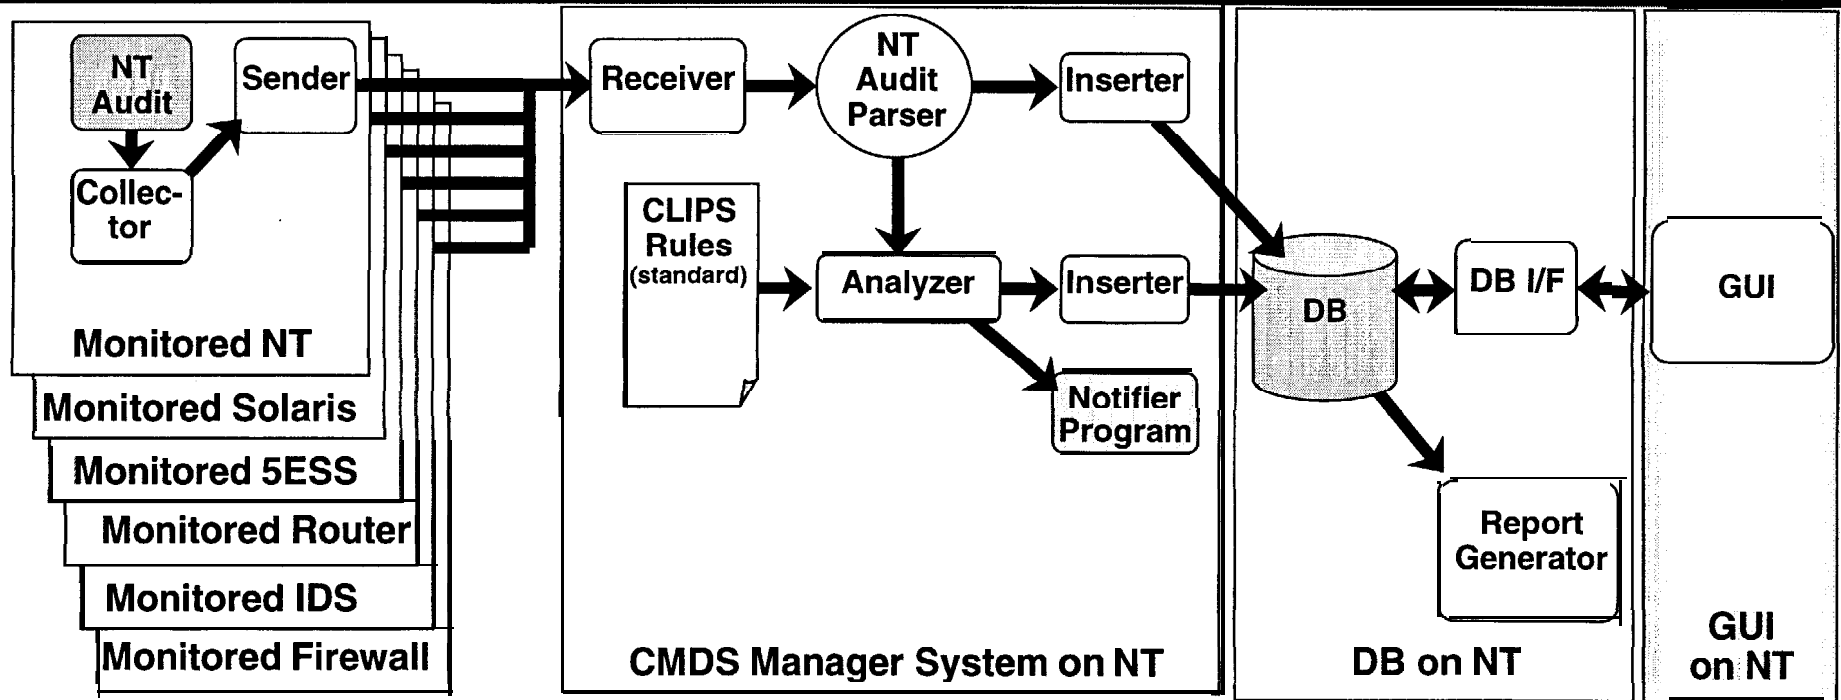 NT
Audit
Sender
Collec-
tor
Monitored NT
Monitored Solaris
Monitored 5ESS
Monitored Router
Monitored IDS
Monitored Firewall
Receiver
NT
Audit
Parser
Inserter
CLIPS
Rules
(standard)
Analyzer
Inserter
Notifier
Program
CMDS Manager System on NT
DB
DB I/F
Report
Generator
DB on NT
GUI
GUI
on NT